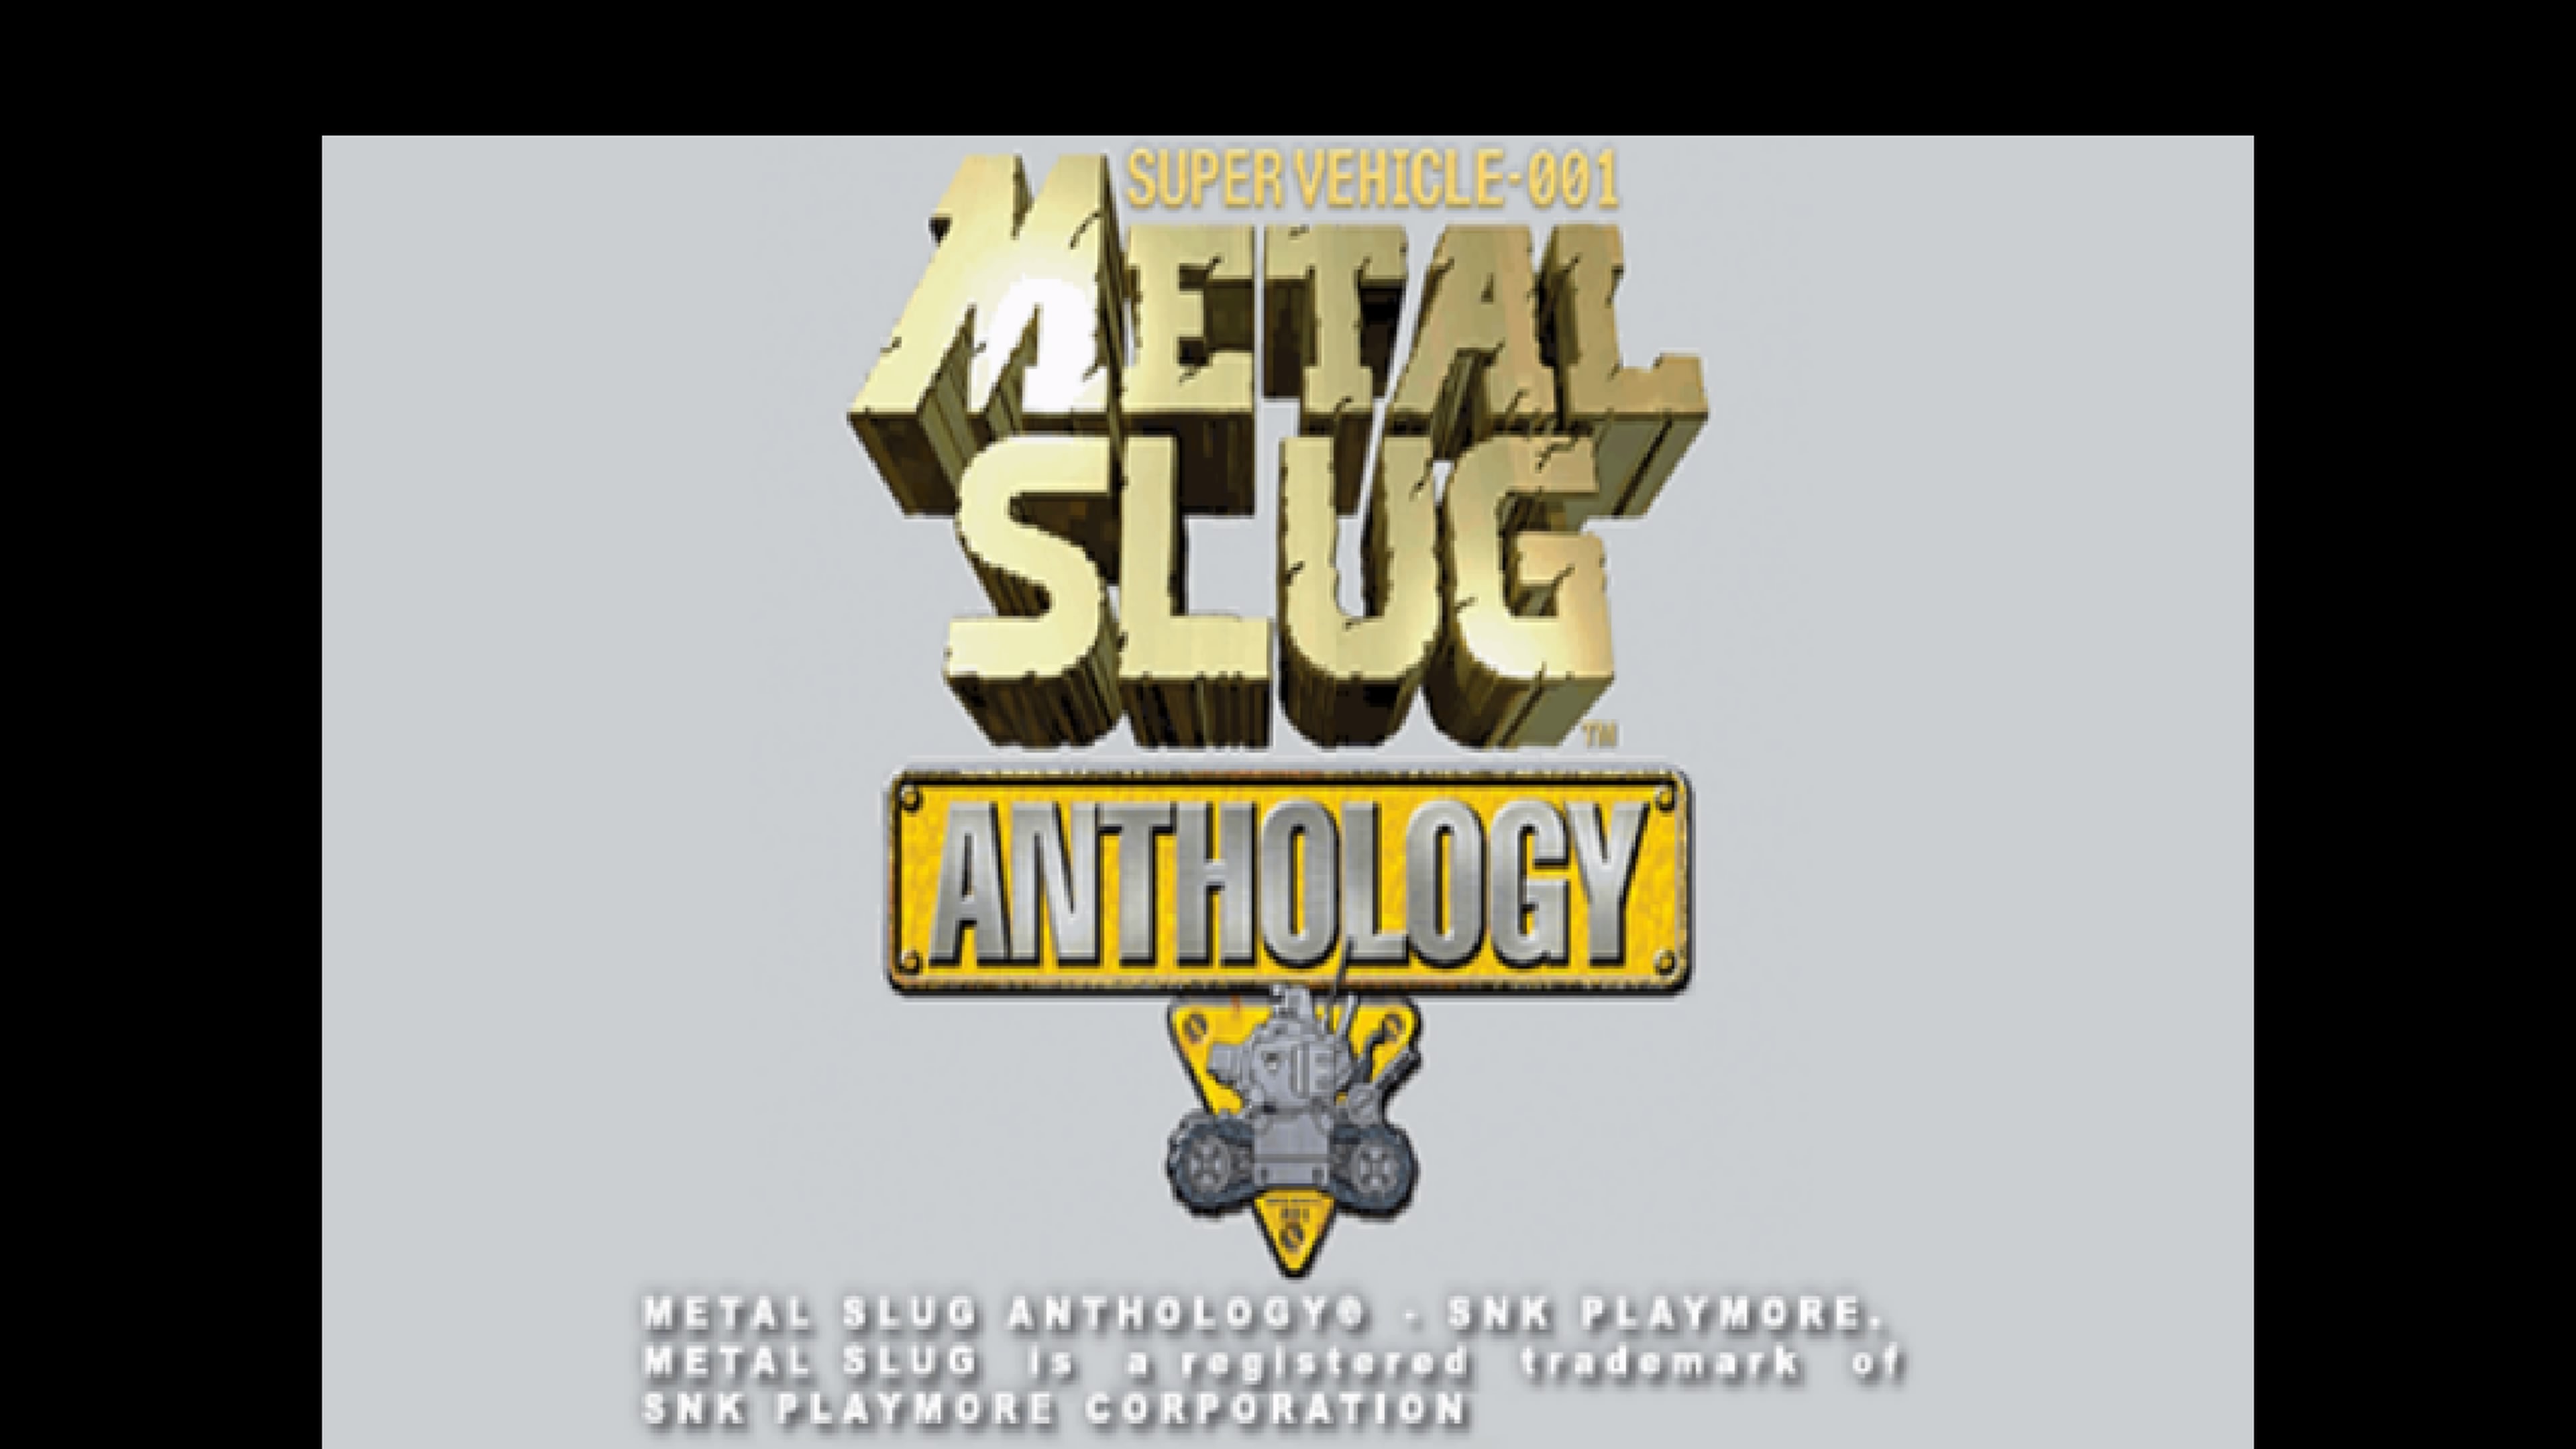 SUPER VEHICLE-001
METAL
SLUG
TM
ANTHOLOGY
METAL SLUG ANTHOLOGY® - SNK PLAYMORE.
METAL SLUG is a registered trademark of
SNK PLAYMORE CORPORATION